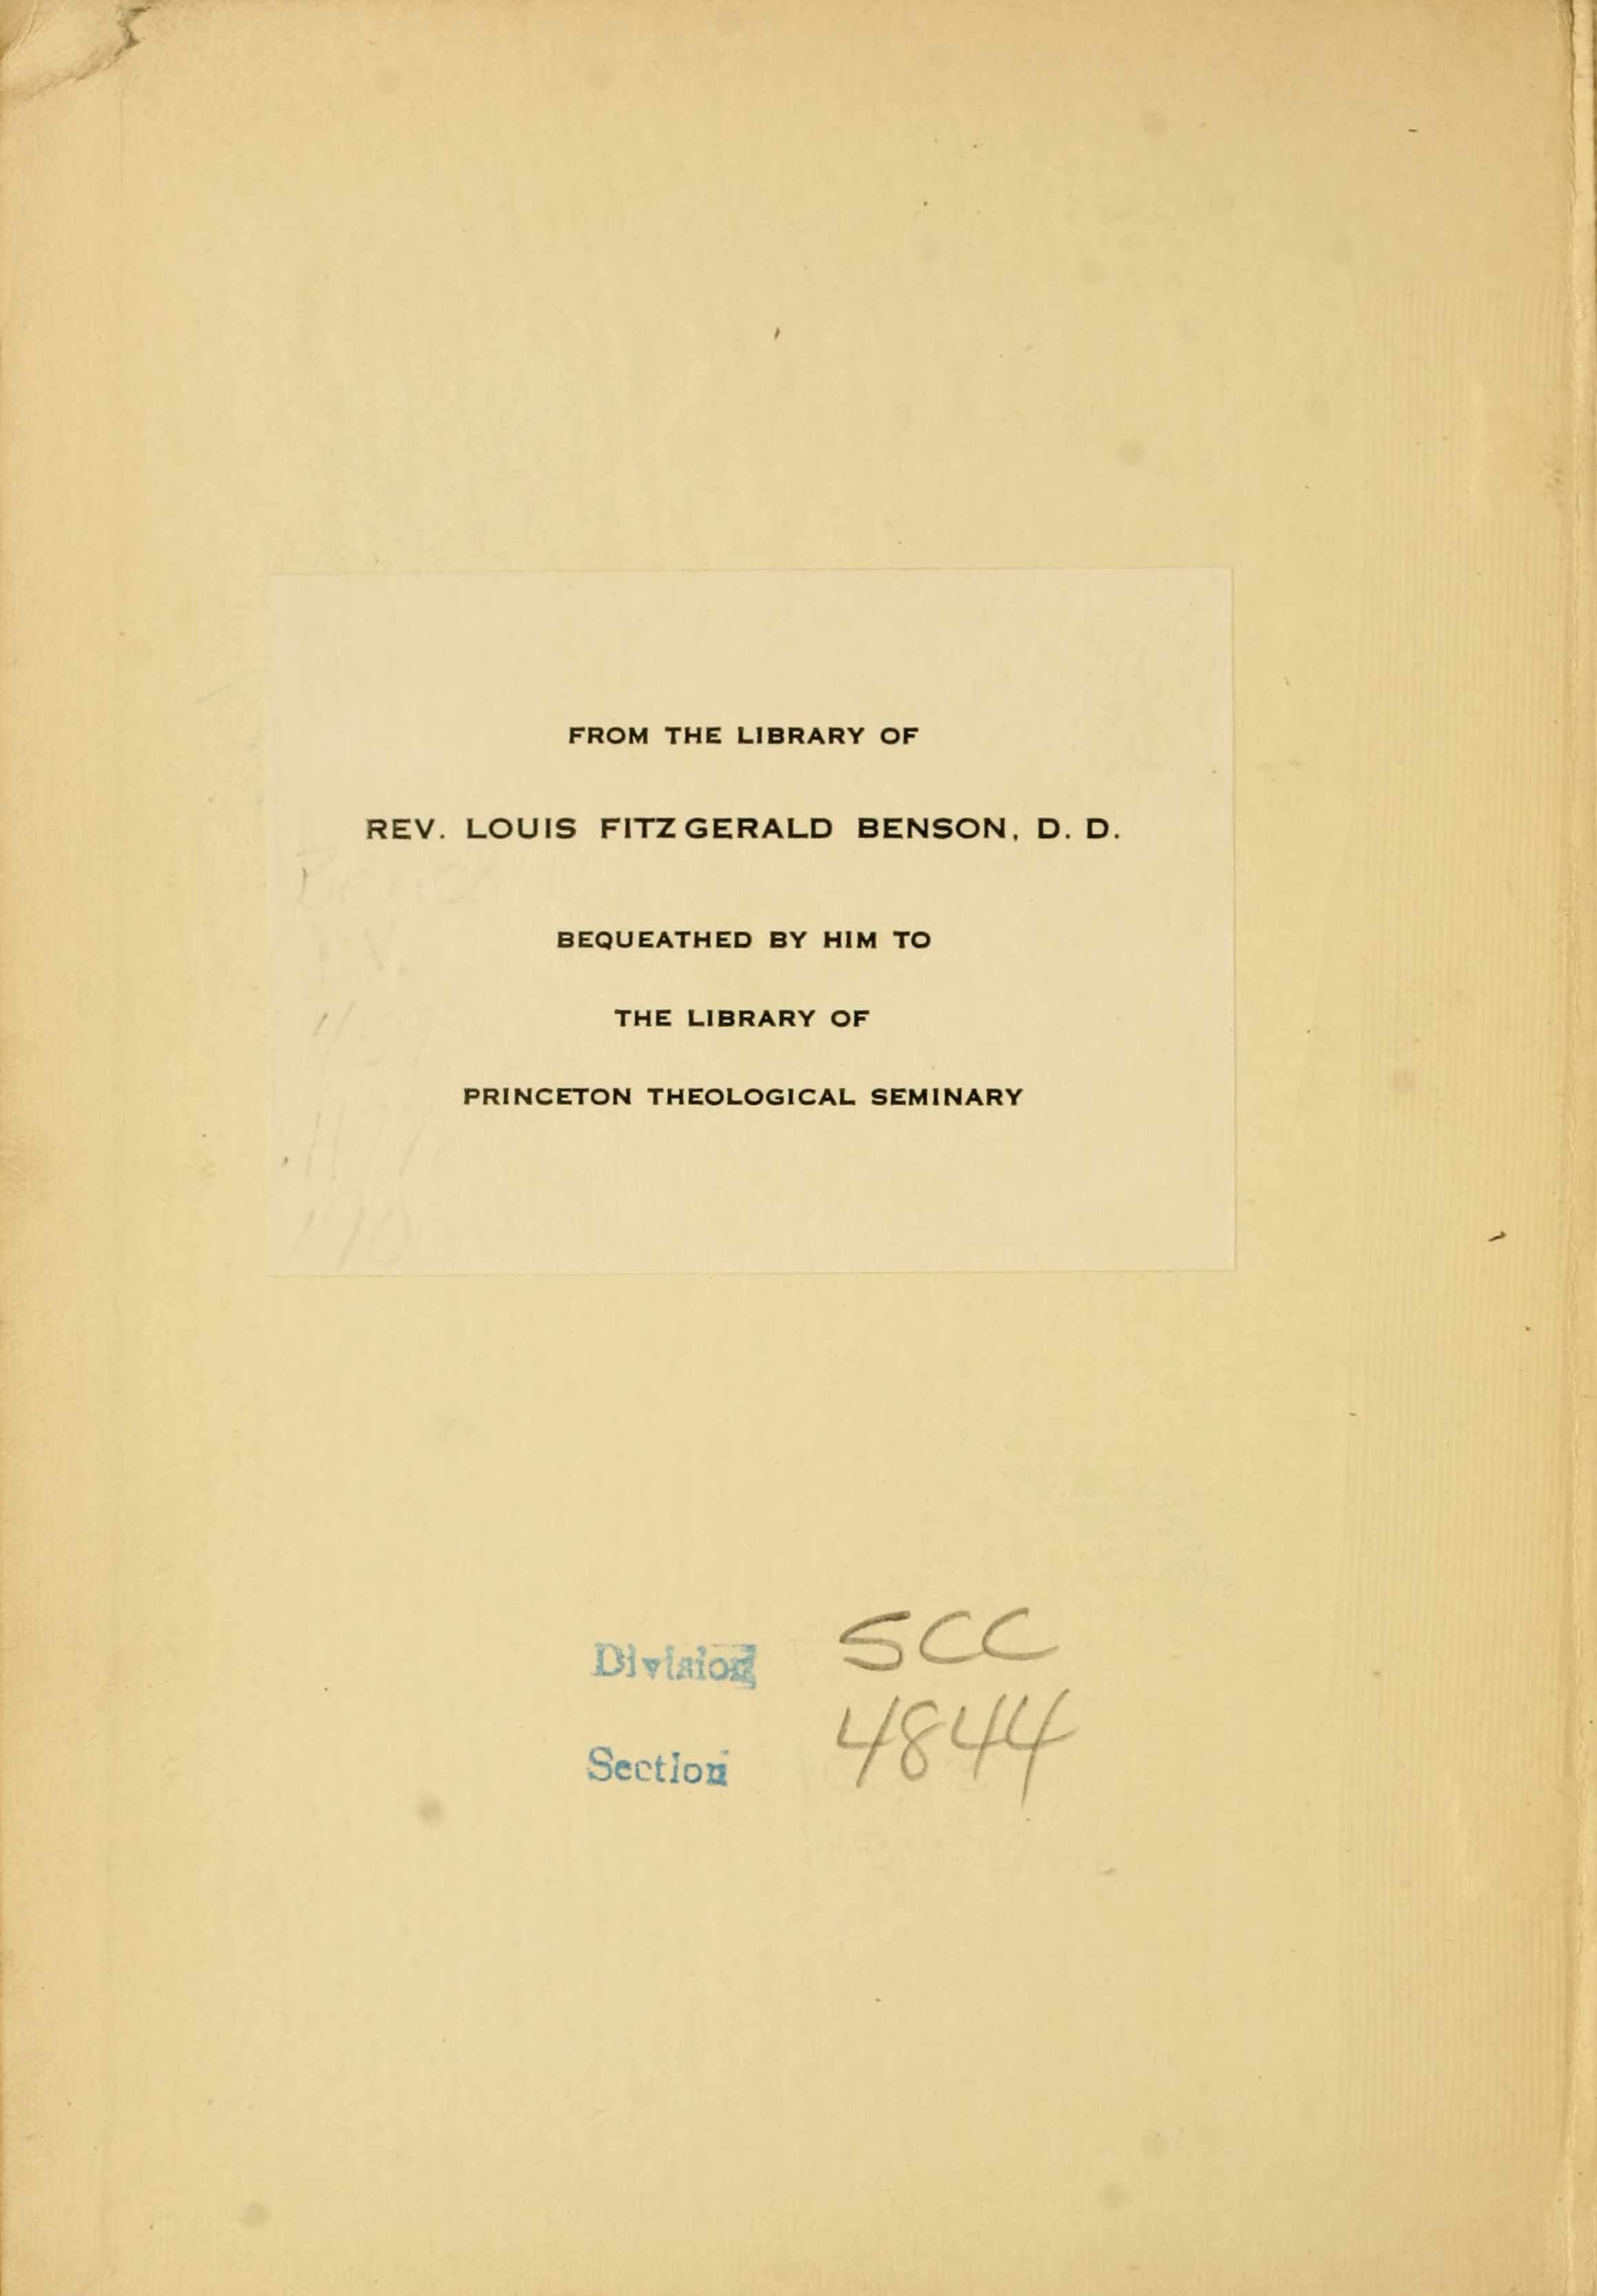 FROM THE LIBRARY OF
REV. LOUIS FITZGERALD BENSON, D. D.
BEQUEATHED BY HIM TO
THE LIBRARY OF
PRINCETON THEOLOGICAL SEMINARY
Division SCC
Section 4844